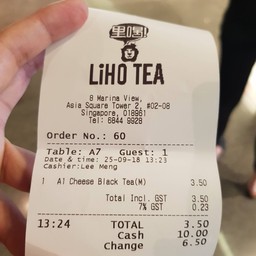 里喝!
LiHO TEA
8 Marina View,
Asia Square Tower 2, #02-08
Singapore, 018961
Tel: 6844 9928
Order No.: 60
Table: A7 Guest: 1
Date & time: 25-09-18 13:23
Cashier:Lee Meng
1 A1 Cheese Black Tea(M) 3.50
Total Incl. GST 3.50
7% GST 0.23
13:24 TOTAL 3.50
Cash 10.00
Change 6.50